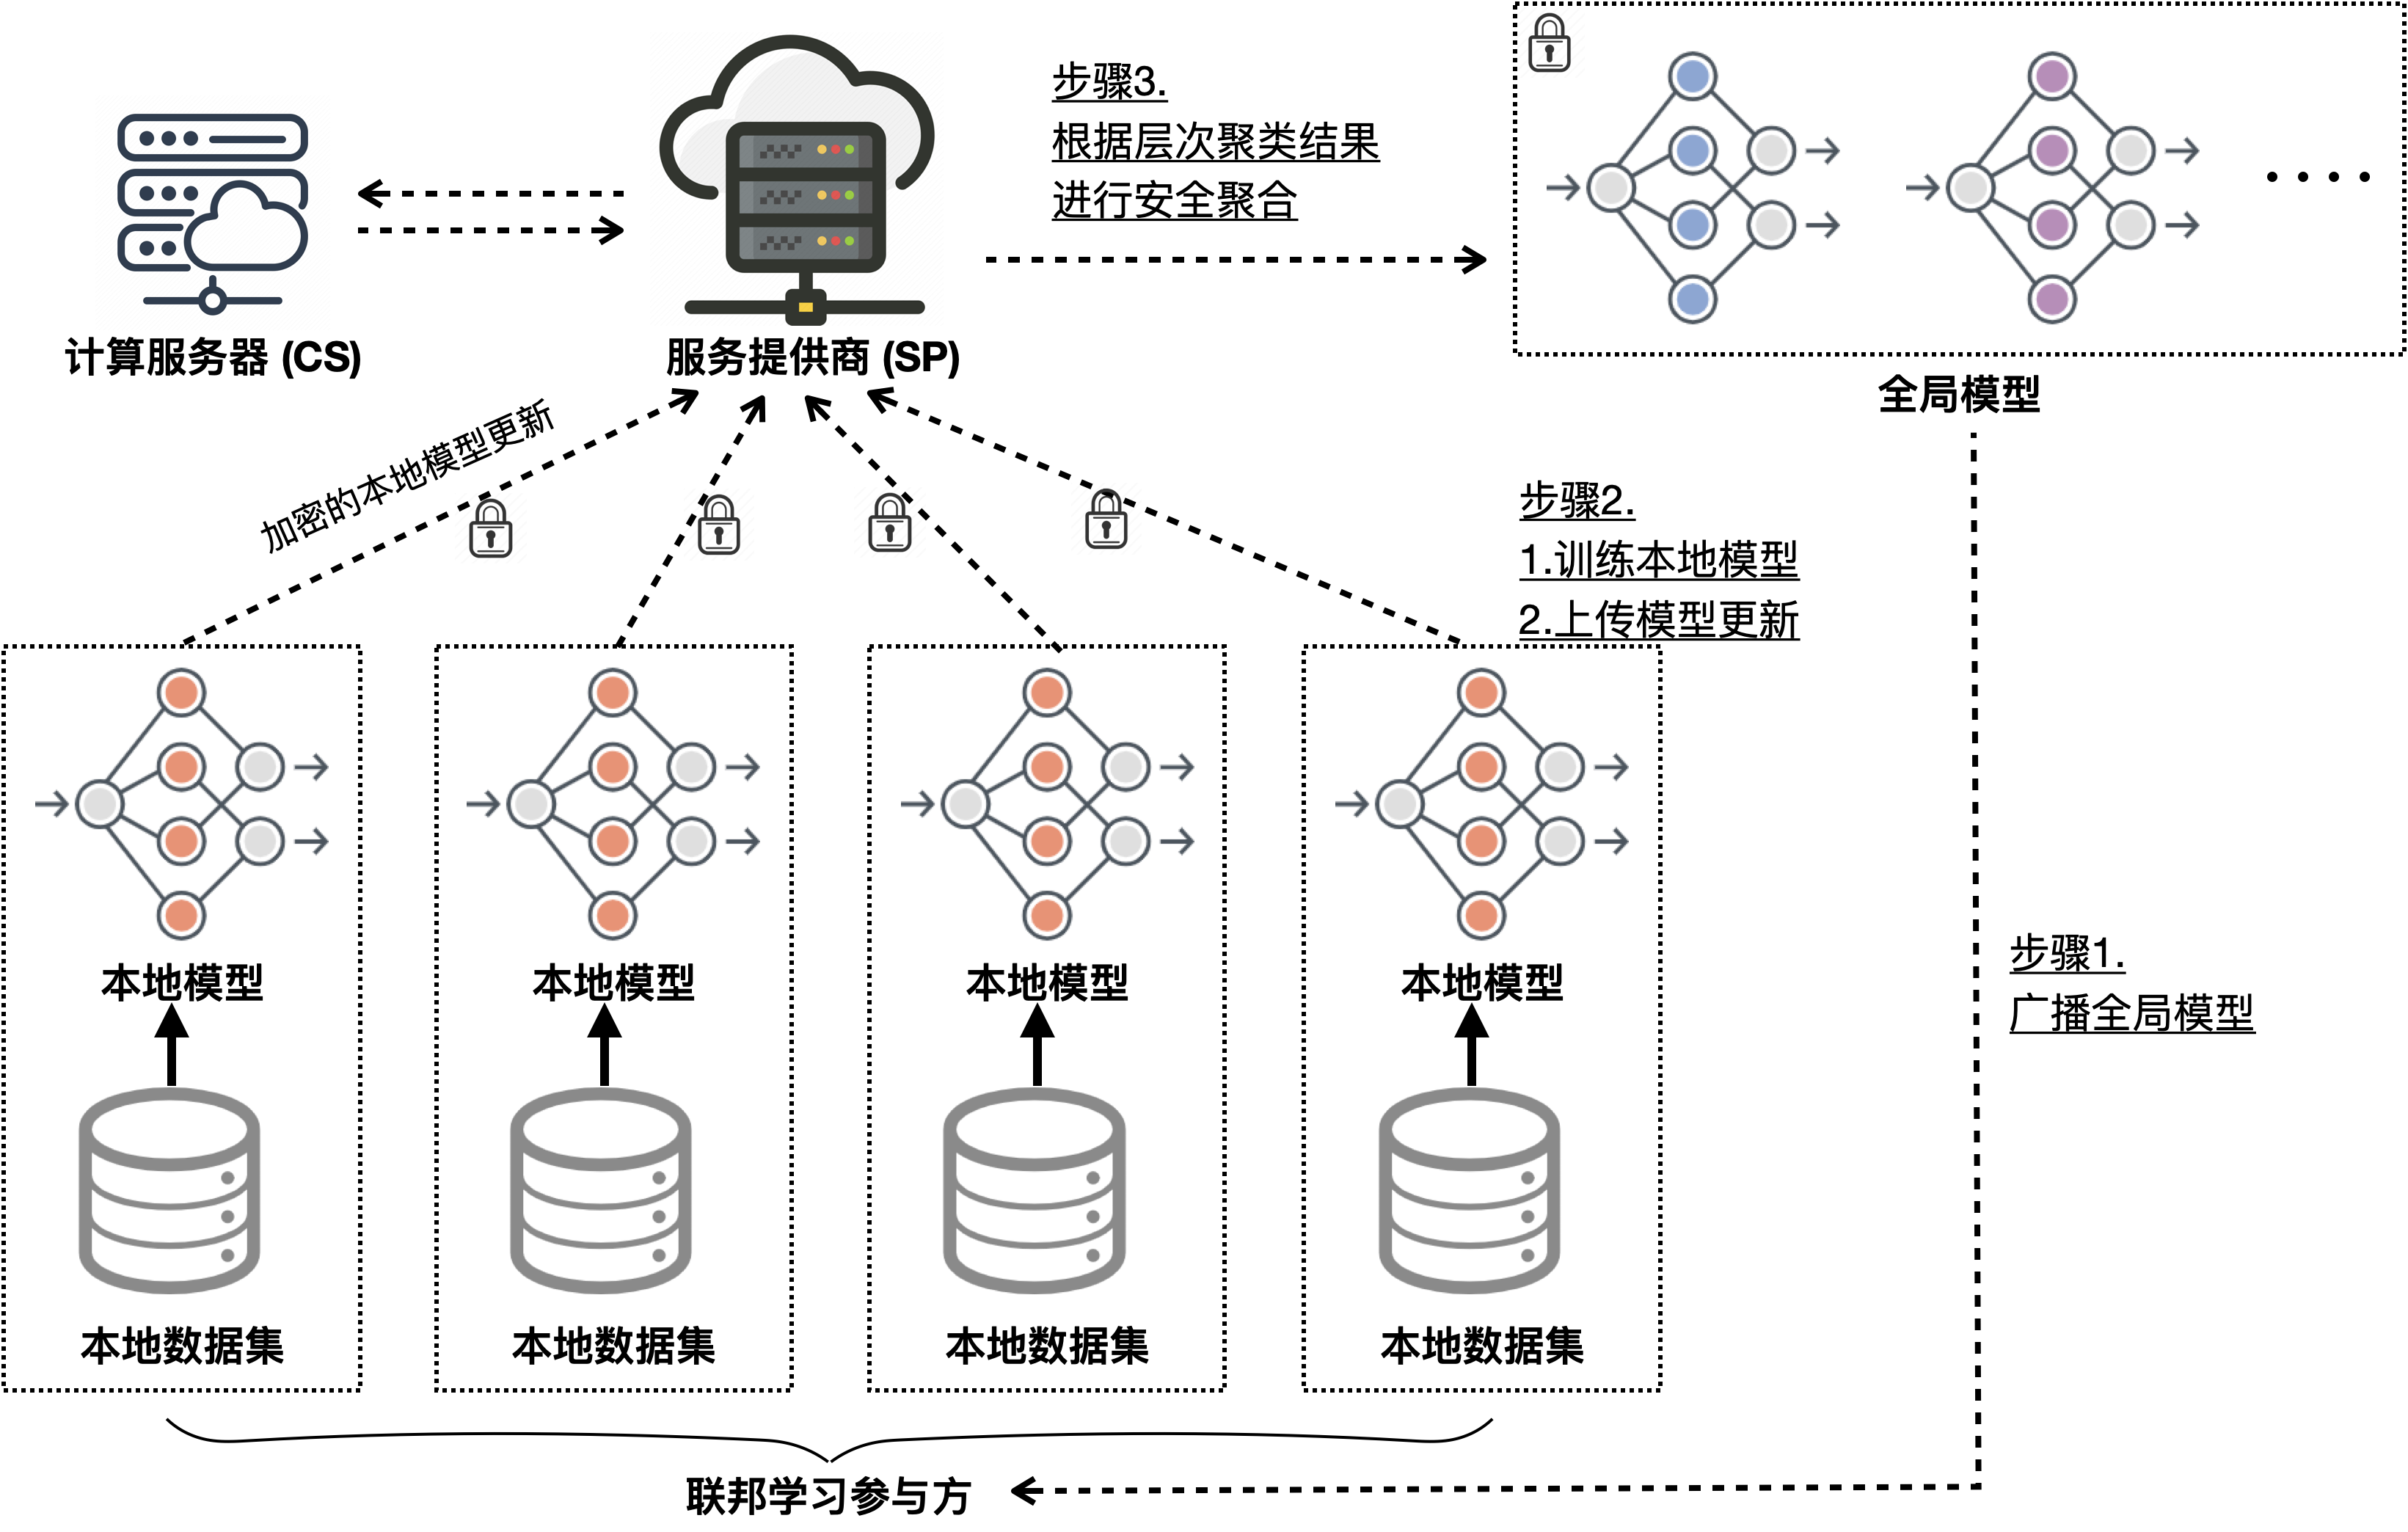 步骤3.
根据层次聚类结果
进行安全聚合
计算服务器 (CS)
服务提供商 (SP)
全局模型
加密的本地模型更新
步骤2.
1.训练本地模型
2.上传模型更新
本地模型
本地模型
本地模型
本地模型
步骤1.
广播全局模型
本地数据集
本地数据集
本地数据集
本地数据集
联邦学习参与方